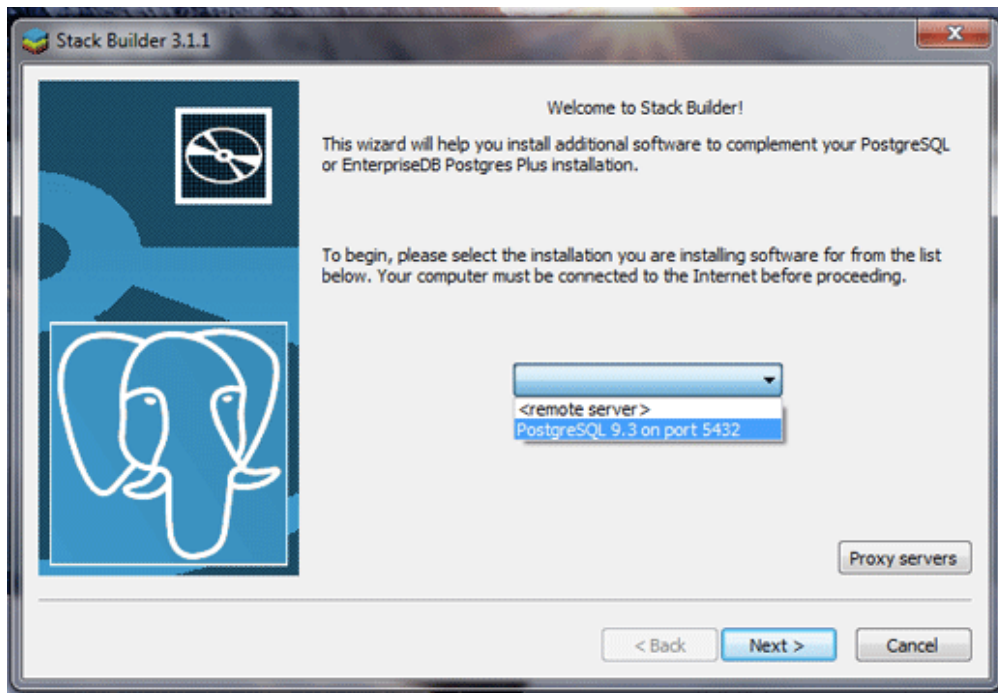 Stack Builder 3.1.1
Welcome to Stack Builder!
This wizard will help you install additional software to complement your PostgreSQL
or EnterpriseDB Postgres Plus installation.
To begin, please select the installation you are installing software for from the list
below. Your computer must be connected to the Internet before proceeding.
<remote server>
PostgreSQL 9.3 on port 5432
Proxy servers
< Back
Next >
Cancel